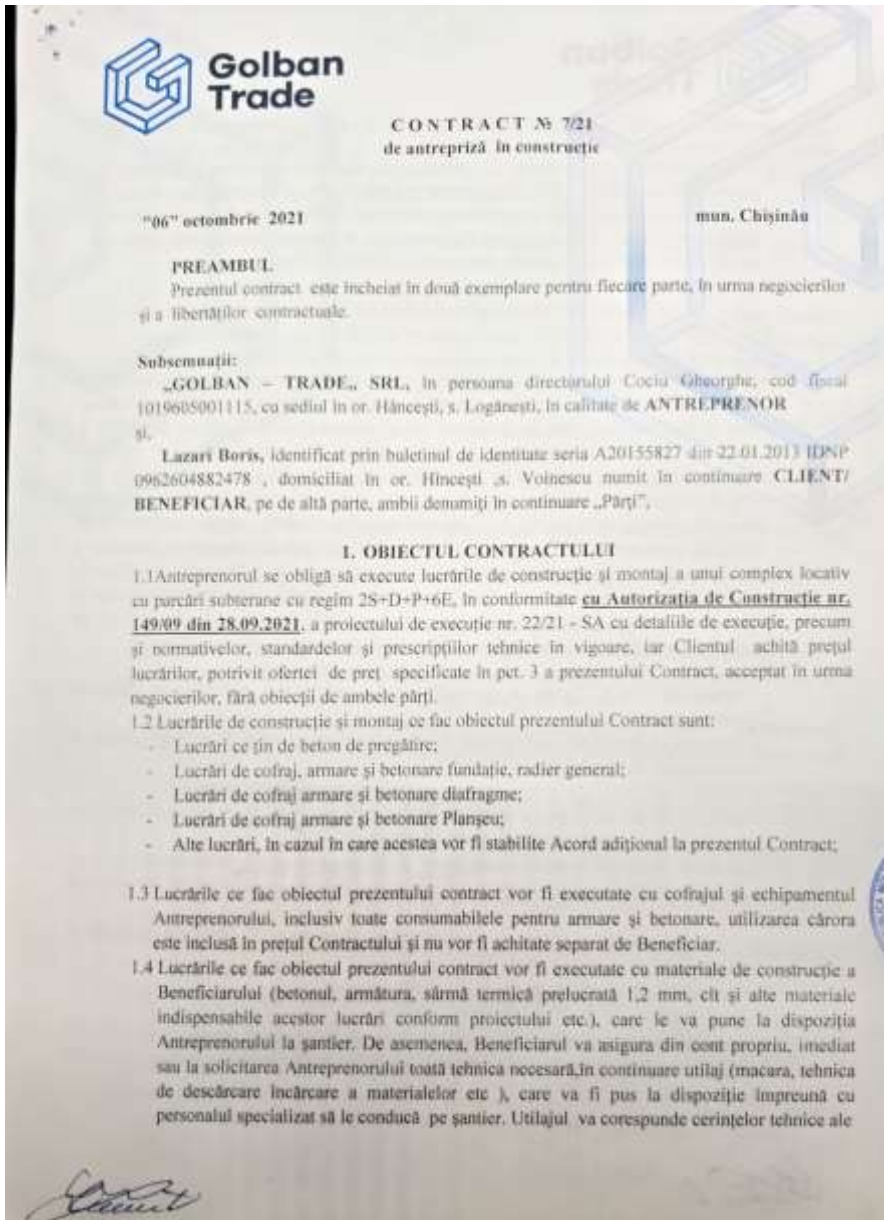 Golban
Trade
CONTRACT № 7/21
de antrepriză în construcție
"06" octombrie 2021 mun. Chișinău
PREAMBUL
Prezentul contract este încheiat în două exemplare pentru fiecare parte, în urma negocierilor
și a libertăților contractuale.
Subsemnații:
„GOLBAN – TRADE„ SRL, în persoana directorului Cociu Gheorghe, cod fiscal
1019605001115, cu sediul în or. Hâncești, s. Logănești, în calitate de ANTREPRENOR
și,
Lazari Boris, identificat prin buletinul de identitate seria A20155827 din 22.01.2013 IDNP
0962604882478 , domiciliat în or. Hîncești ,s. Voinescu numit în continuare CLIENT/
BENEFICIAR, pe de altă parte, ambii denumiți în continuare „Părți”,
1. OBIECTUL CONTRACTULUI
1.1Antreprenorul se obligă să execute lucrările de construcție și montaj a unui complex locativ
cu parcări subterane cu regim 2S+D+P+6E, în conformitate cu Autorizația de Construcție nr.
149/09 din 28.09.2021, a proiectului de execuție nr. 22/21 - SA cu detaliile de execuție, precum
și normativelor, standardelor și prescripțiilor tehnice în vigoare, iar Clientul achită prețul
lucrărilor, potrivit ofertei de preț specificate în pct. 3 a prezentului Contract, acceptat în urma
negocierilor, fără obiecții de ambele părți.
1.2 Lucrările de construcție și montaj ce fac obiectul prezentului Contract sunt:
- Lucrări ce țin de beton de pregătire;
- Lucrări de cofraj, armare și betonare fundație, radier general;
- Lucrări de cofraj armare și betonare diafragme;
- Lucrări de cofraj armare și betonare Planșeu;
- Alte lucrări, în cazul în care acestea vor fi stabilite Acord adițional la prezentul Contract;
1.3 Lucrările ce fac obiectul prezentului contract vor fi executate cu cofrajul și echipamentul
Antreprenorului, inclusiv toate consumabilele pentru armare și betonare, utilizarea cărora
este inclusă în prețul Contractului și nu vor fi achitate separat de Beneficiar.
1.4 Lucrările ce fac obiectul prezentului contract vor fi executate cu materiale de construcție a
Beneficiarului (betonul, armătura, sârmă termică prelucrată 1,2 mm, cît și alte materiale
indispensabile acestor lucrări conform proiectului etc.), care le va pune la dispoziția
Antreprenorului la șantier. De asemenea, Beneficiarul va asigura din cont propriu, imediat
sau la solicitarea Antreprenorului toată tehnica necesară,în continuare utilaj (macara, tehnica
de descărcare încărcare a materialelor etc ), care va fi pus la dispoziție împreună cu
personalul specializat să le conducă pe șantier. Utilajul va corespunde cerințelor tehnice ale